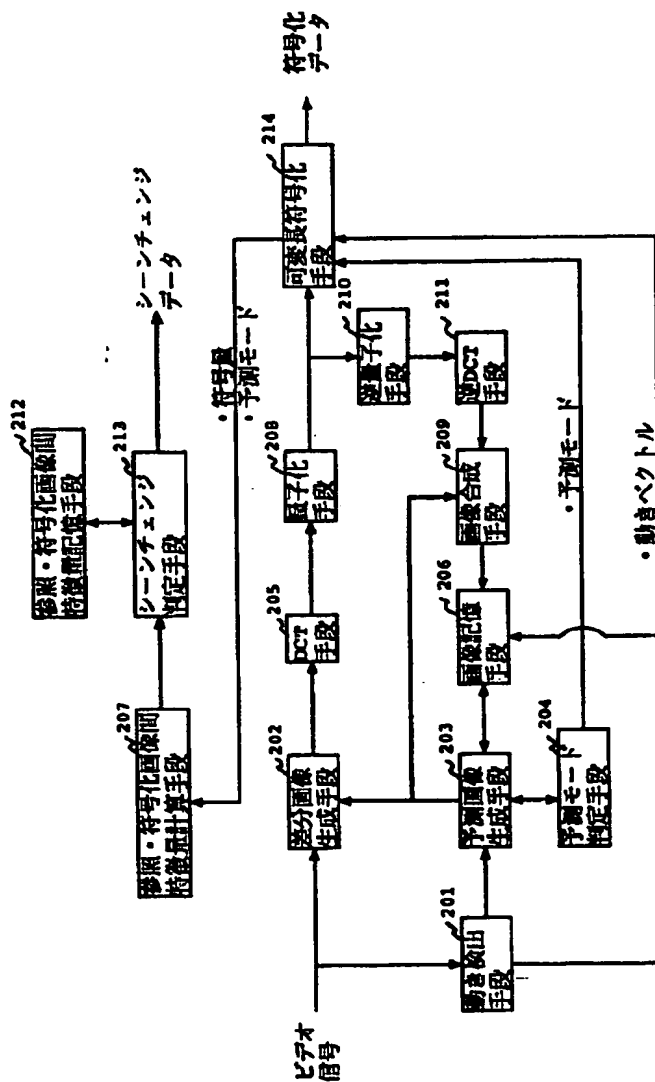 212
参照・符号化画像間
特徴量記憶手段
207
参照・符号化画像間
特徴量計算手段
213
シーンチェンジ
判定手段
シーンチェンジ
データ
・符号量
・予測モード
ビデオ
信号
202
差分画像
生成手段
205
DCT
手段
208
量子化
手段
214
可変長符号化
手段
符号化
データ
210
逆量子化
手段
211
逆DCT
手段
201
動き検出
手段
203
予測画像
生成手段
206
画像記憶
手段
209
画像合成
手段
204
予測モード
判定手段
・予測モード
・動きベクトル